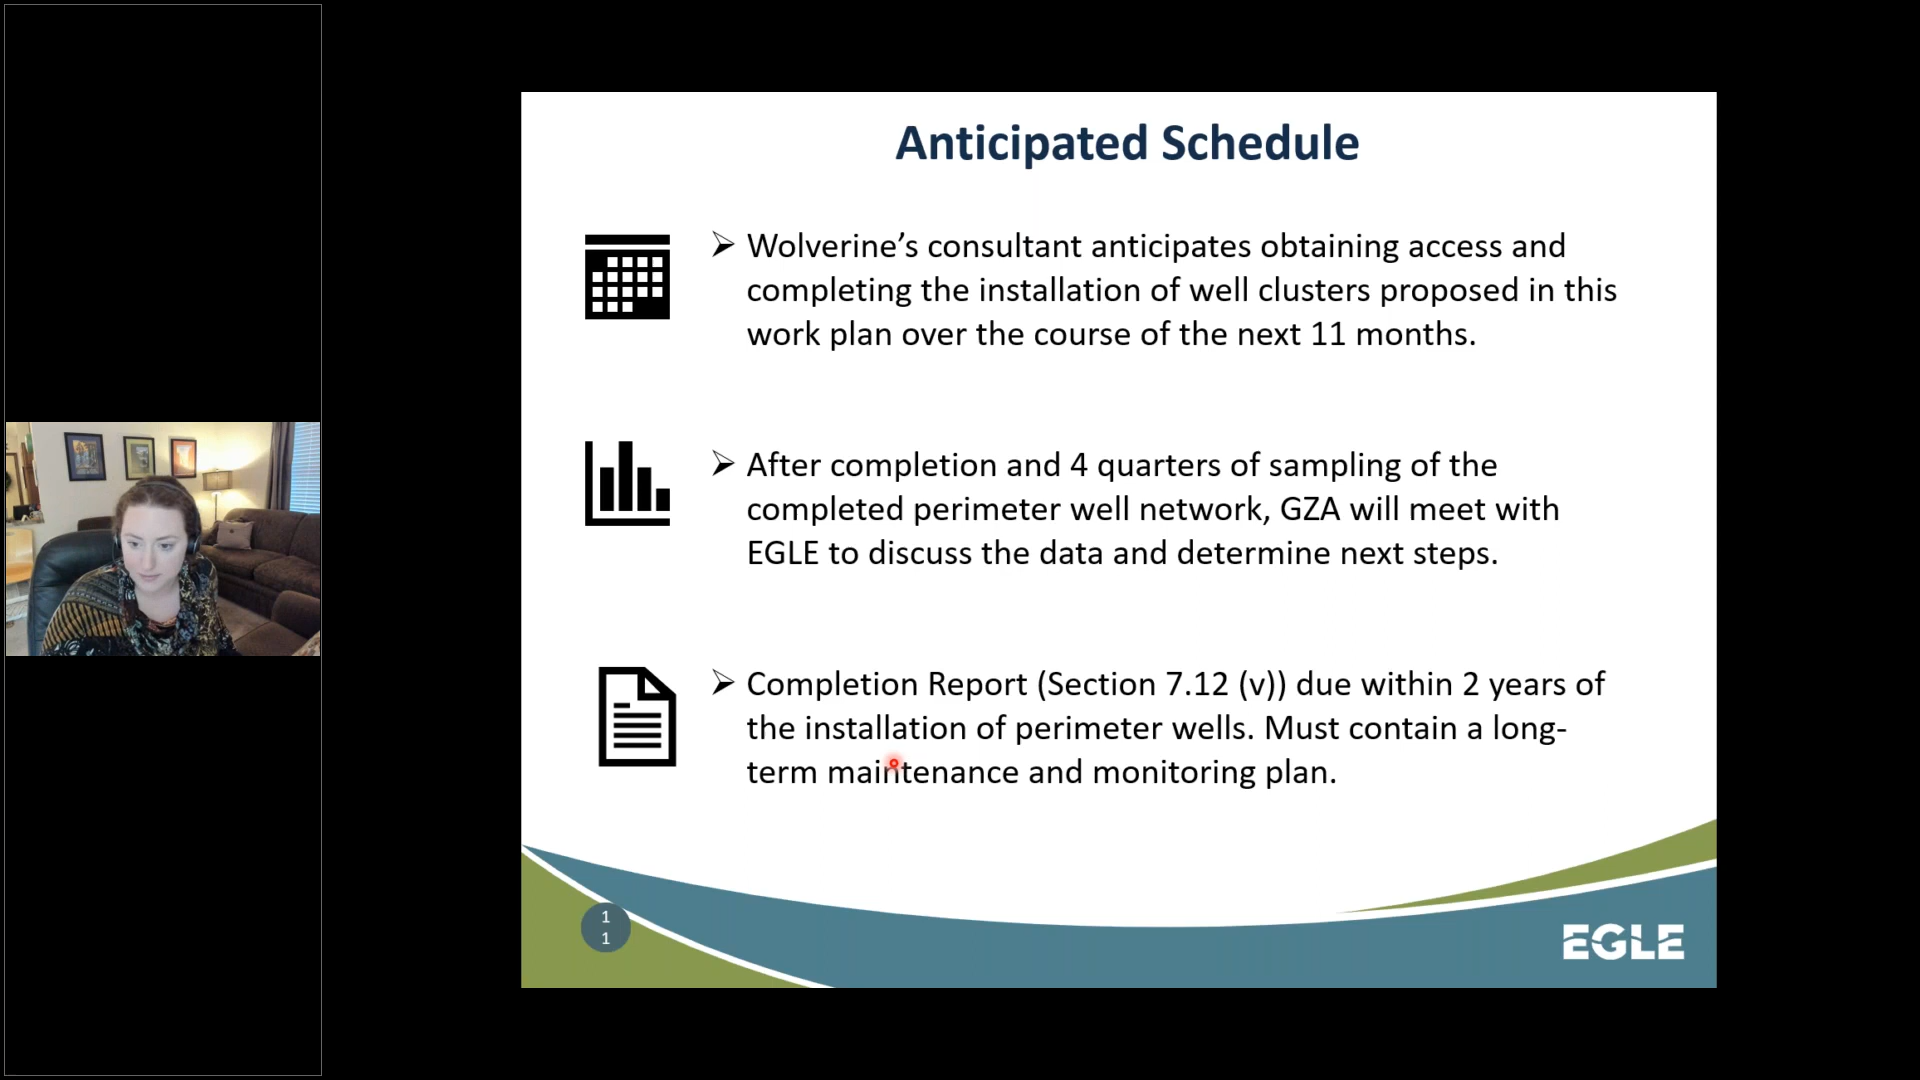 Anticipated Schedule
➢ Wolverine’s consultant anticipates obtaining access and
completing the installation of well clusters proposed in this
work plan over the course of the next 11 months.
➢ After completion and 4 quarters of sampling of the
completed perimeter well network, GZA will meet with
EGLE to discuss the data and determine next steps.
➢ Completion Report (Section 7.12 (v)) due within 2 years of
the installation of perimeter wells. Must contain a long-
term maintenance and monitoring plan.
1
1
EGLE